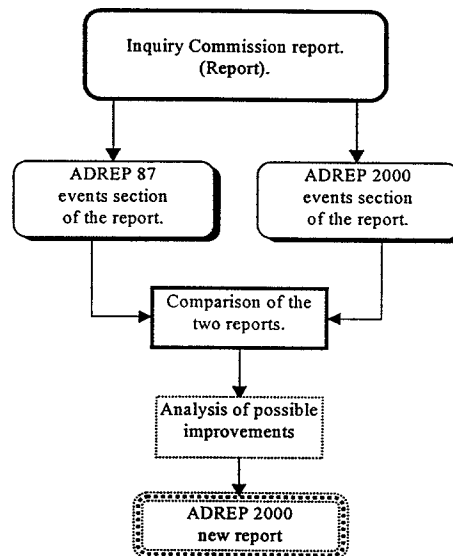 Inquiry Commission report.
(Report).
ADREP 87
events section
of the report.
ADREP 2000
events section
of the report.
Comparison of the
two reports.
Analysis of possible
improvements
ADREP 2000
new report